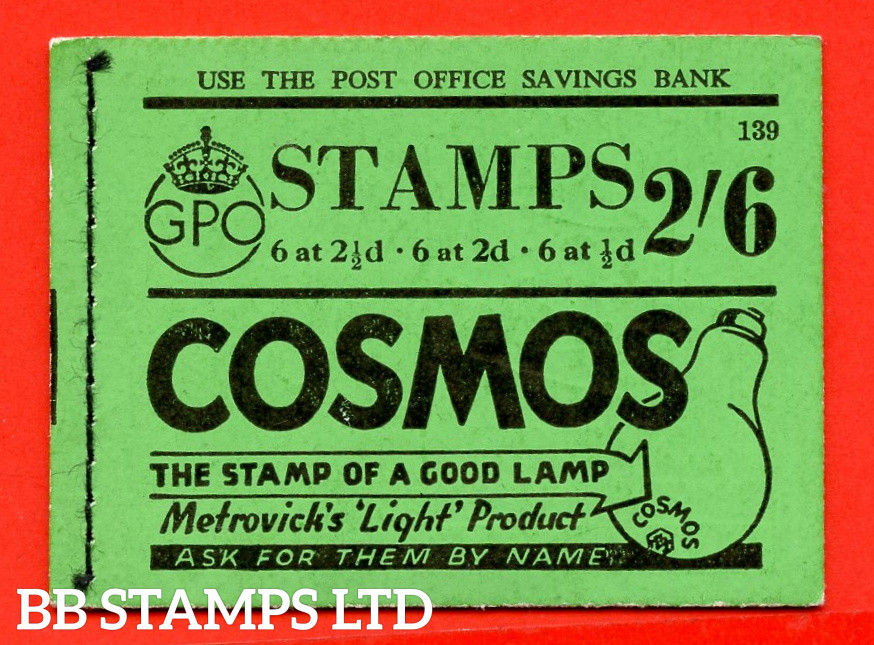 USE THE POST OFFICE SAVINGS BANK
139
GPO
STAMPS 2/6
6 at 2½d · 6 at 2d · 6 at ½d
COSMOS
THE STAMP OF A GOOD LAMP
Metrovick's 'Light' Product
COSMOS
ASK FOR THEM BY NAME
BB STAMPS LTD